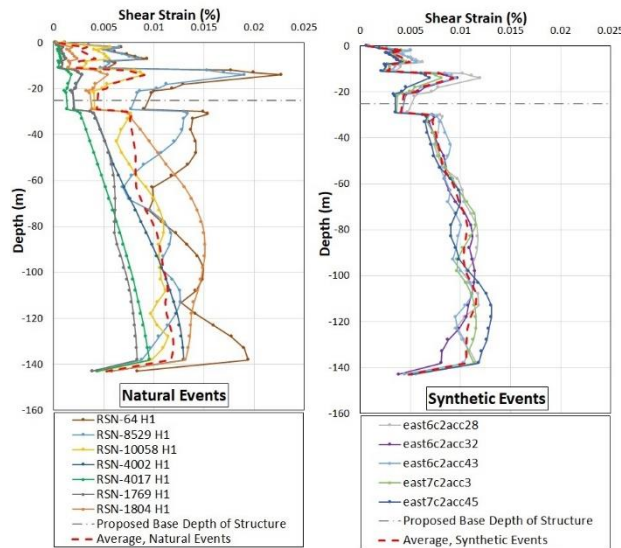 Shear Strain (%)
0 0.005 0.01 0.015 0.02 0.025
0
-20
-40
-60
-80
-100
-120
-140
-160
Depth (m)
Natural Events
RSN-64 H1
RSN-8529 H1
RSN-10058 H1
RSN-4002 H1
RSN-4017 H1
RSN-1769 H1
RSN-1804 H1
Proposed Base Depth of Structure
Average, Natural Events
Shear Strain (%)
0 0.005 0.01 0.015 0.02 0.025
0
-20
-40
-60
-80
-100
-120
-140
-160
Depth (m)
Synthetic Events
east6c2acc28
east6c2acc32
east6c2acc43
east7c2acc3
east7c2acc45
Proposed Base Depth of Structure
Average, Synthetic Events